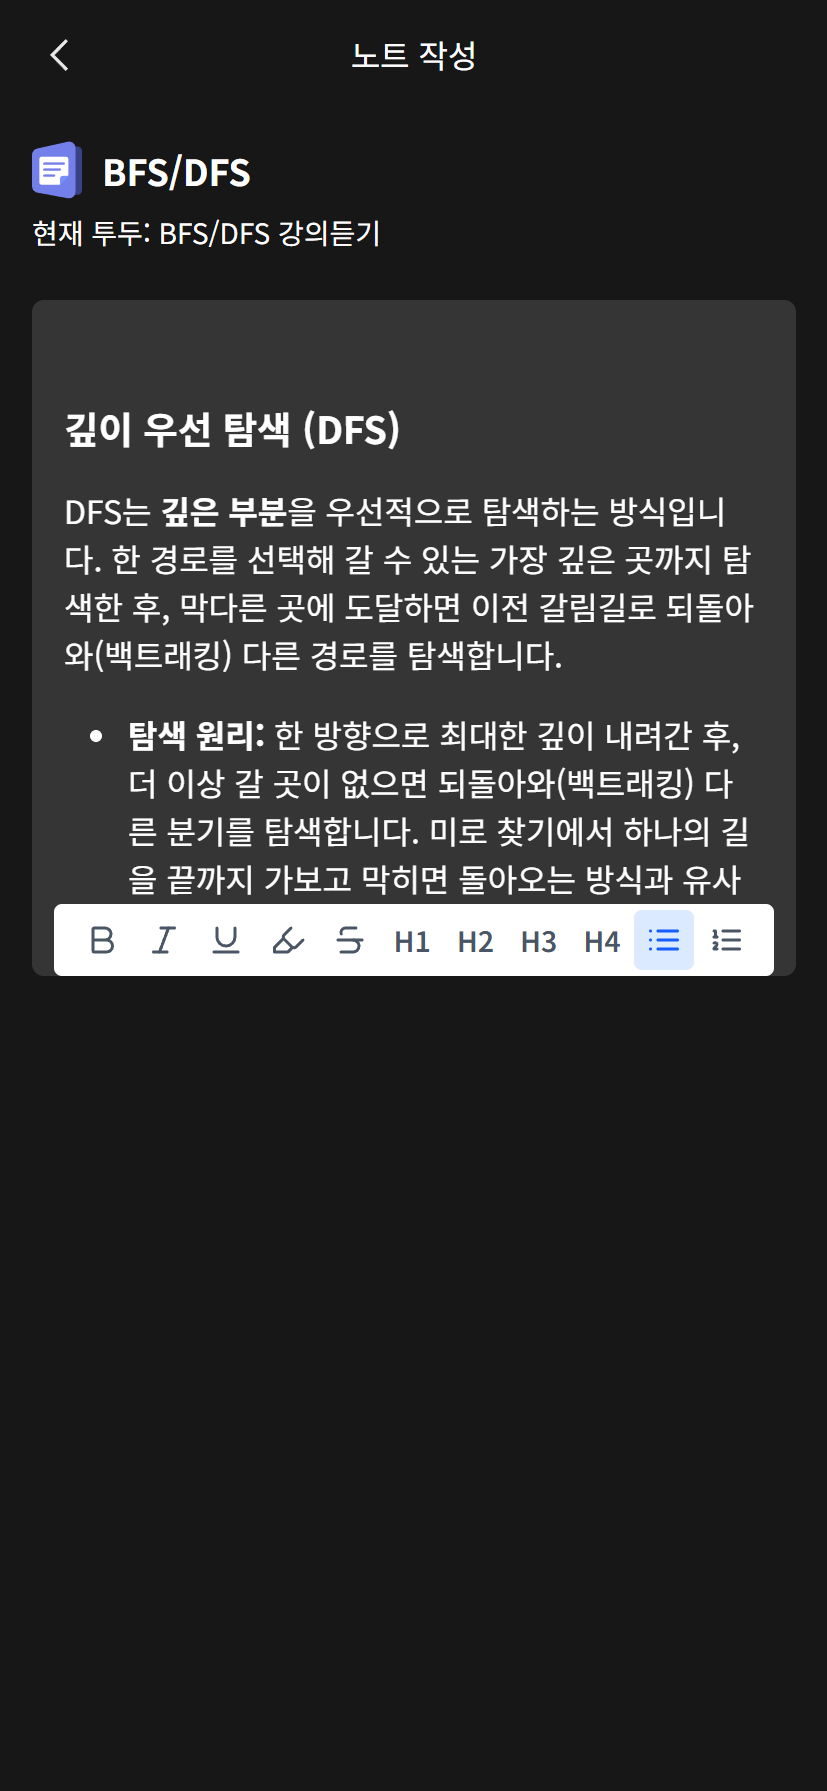 노트 작성
BFS/DFS
현재 투두: BFS/DFS 강의듣기
깊이 우선 탐색 (DFS)
DFS는 깊은 부분을 우선적으로 탐색하는 방식입니
다. 한 경로를 선택해 갈 수 있는 가장 깊은 곳까지 탐
색한 후, 막다른 곳에 도달하면 이전 갈림길로 되돌아
와(백트래킹) 다른 경로를 탐색합니다.
탐색 원리: 한 방향으로 최대한 깊이 내려간 후,
더 이상 갈 곳이 없으면 되돌아와(백트래킹) 다
른 분기를 탐색합니다. 미로 찾기에서 하나의 길
을 끝까지 가보고 막히면 돌아오는 방식과 유사
B I U S H1 H2 H3 H4